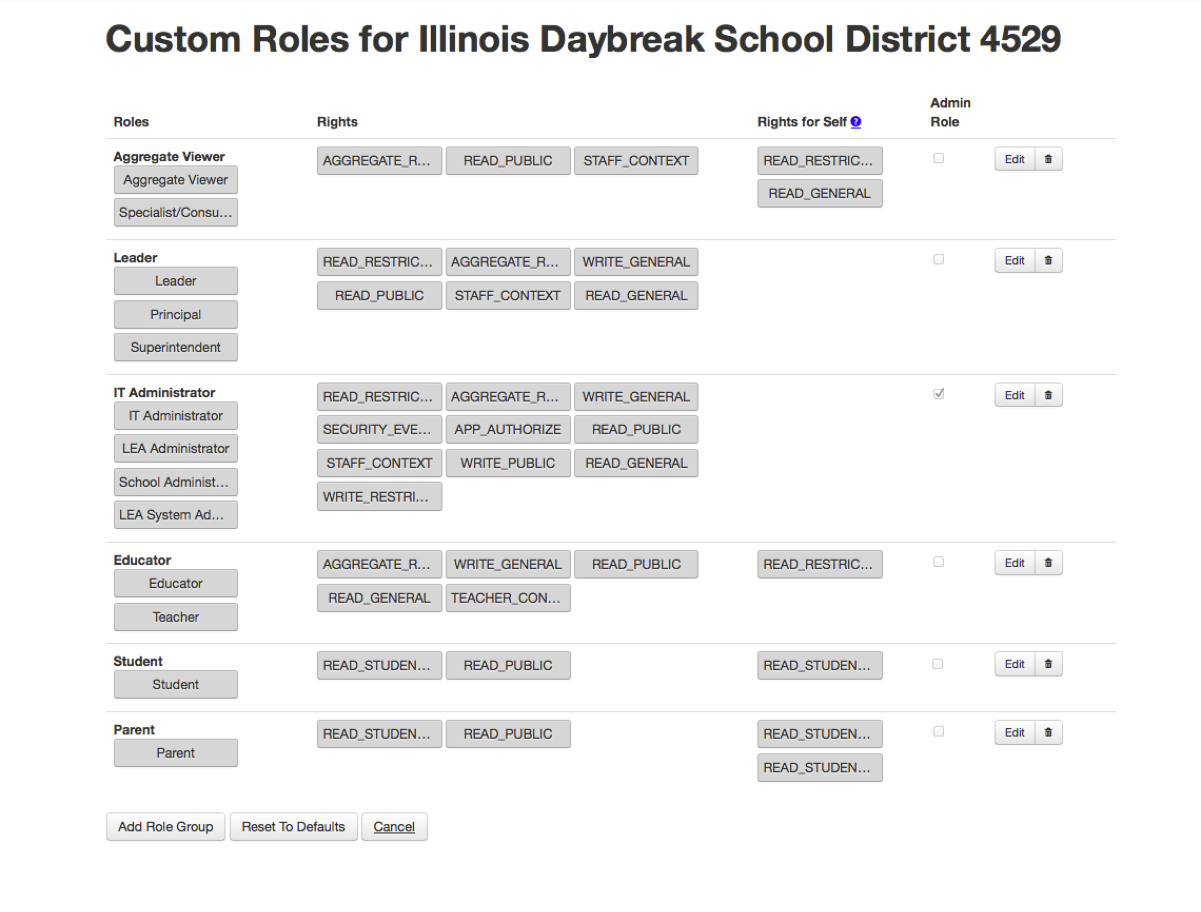 Custom Roles for Illinois Daybreak School District 4529
Roles Rights Rights for Self ? Admin Role
Aggregate Viewer
Aggregate Viewer
Specialist/Consu...
AGGREGATE_R... READ_PUBLIC STAFF_CONTEXT
READ_RESTRIC...
READ_GENERAL
Edit
Leader
Leader
Principal
Superintendent
READ_RESTRIC... AGGREGATE_R... WRITE_GENERAL
READ_PUBLIC STAFF_CONTEXT READ_GENERAL
Edit
IT Administrator
IT Administrator
LEA Administrator
School Administ...
LEA System Ad...
READ_RESTRIC... AGGREGATE_R... WRITE_GENERAL
SECURITY_EVE... APP_AUTHORIZE READ_PUBLIC
STAFF_CONTEXT WRITE_PUBLIC READ_GENERAL
WRITE_RESTRI...
Edit
Educator
Educator
Teacher
AGGREGATE_R... WRITE_GENERAL READ_PUBLIC
READ_GENERAL TEACHER_CON...
READ_RESTRIC...
Edit
Student
Student
READ_STUDEN... READ_PUBLIC
READ_STUDEN...
Edit
Parent
Parent
READ_STUDEN... READ_PUBLIC
READ_STUDEN...
READ_STUDEN...
Edit
Add Role Group Reset To Defaults Cancel